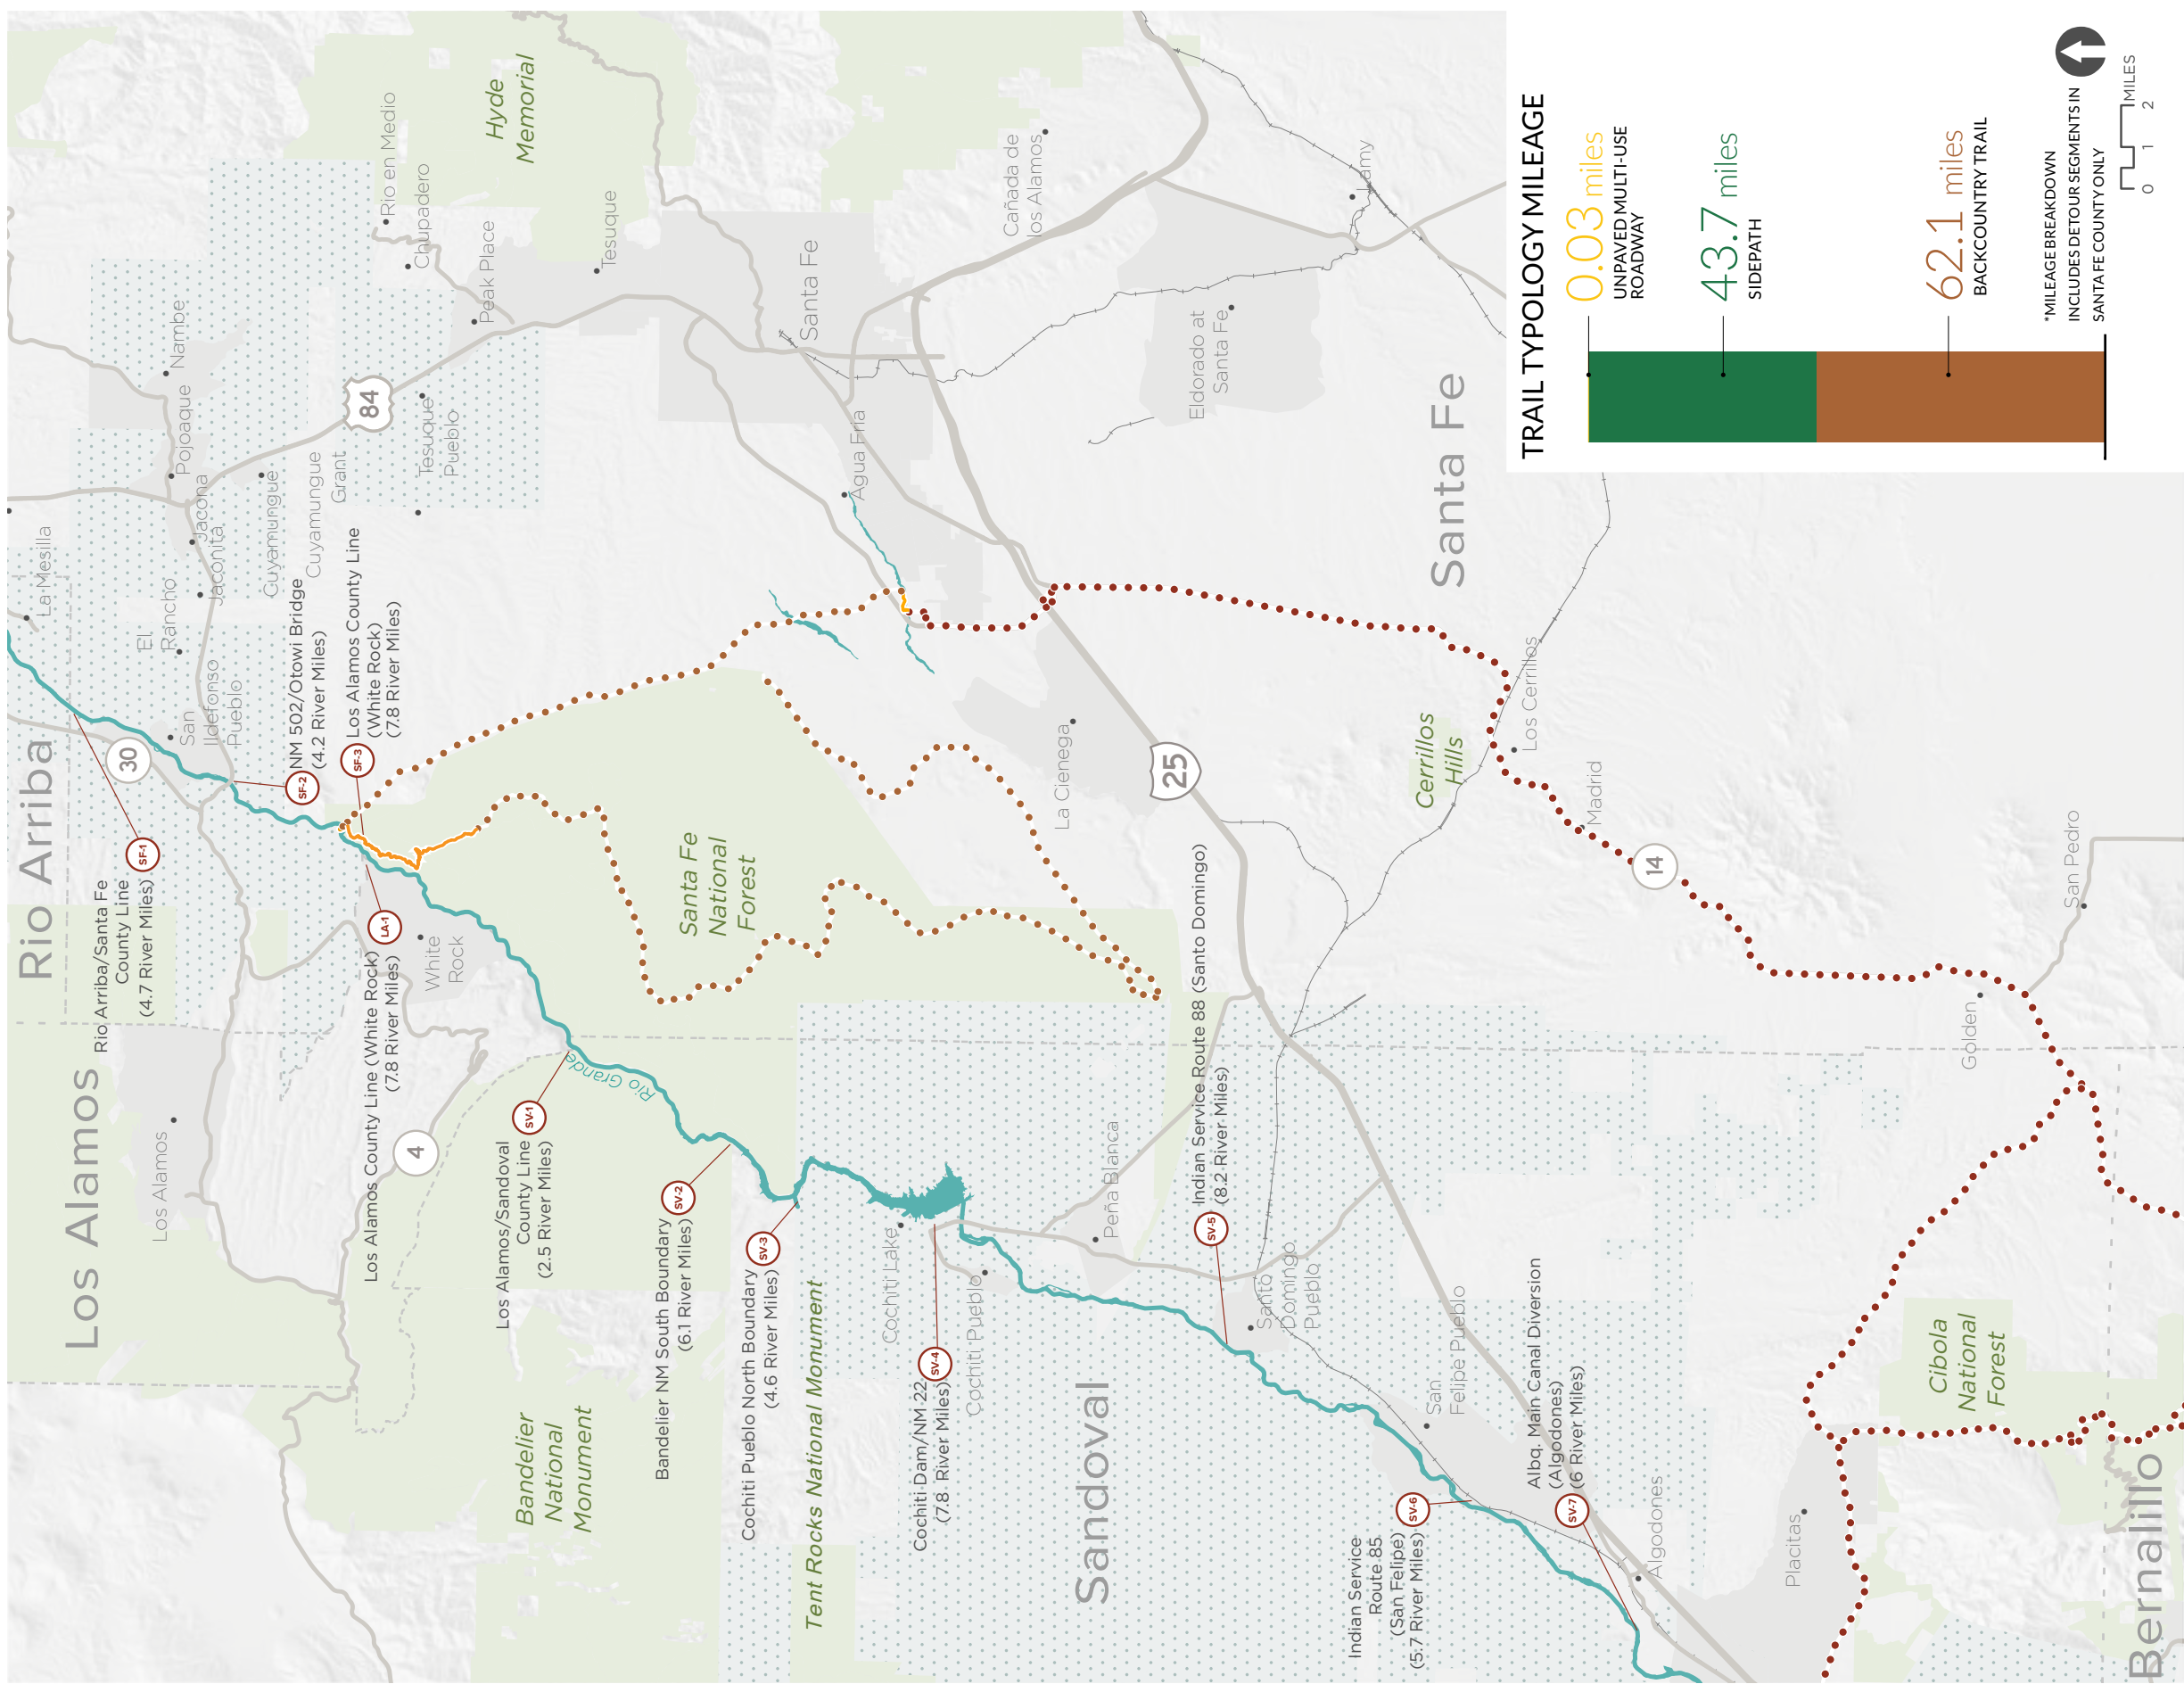 Rio Arriba
Los Alamos
Sandoval
Santa Fe
Bernalillo
Rio Arriba/Santa Fe
County Line
(4.7 River Miles)
SF-1
30
La Mesilla
El
Rancho
San
Ildefonso
Pueblo
Jaconita
Jacona
Pojoaque
Nambe
Cuyamungue
Cuyamungue
Grant
84
Tesuque
Pueblo
Rio en Medio
Chupadero
Peak Place
Tesuque
Hyde
Memorial
SF-2
NM 502/Otowi Bridge
(4.2 River Miles)
SF-3
Los Alamos County Line
(White Rock)
(7.8 River Miles)
Los Alamos
Los Alamos County Line (White Rock)
(7.8 River Miles)
LA-1
White
Rock
4
Los Alamos/Sandoval
County Line
(2.5 River Miles)
SV-1
Rio Grande
Bandelier
National
Monument
Bandelier NM South Boundary
(6.1 River Miles)
SV-2
Santa Fe
National
Forest
Cochiti Pueblo North Boundary
(4.6 River Miles)
SV-3
Tent Rocks National Monument
Santa Fe
Agua Fria
Cañada de
los Alamos
Cochiti Lake
Cochiti Dam/NM 22
(7.8 River Miles)
SV-4
Cochiti Pueblo
La Cienega
Peña Blanca
25
Eldorado at
Santa Fe
Lamy
SV-5
Indian Service Route 88 (Santo Domingo)
(8.2 River Miles)
Santo
Domingo
Pueblo
Cerrillos
Hills
Los Cerrillos
Madrid
14
Indian Service
Route 85
(San Felipe)
(5.7 River Miles)
SV-6
San
Felipe Pueblo
SV-7
Albq. Main Canal Diversion
(Algodones)
(6 River Miles)
Algodones
Placitas
Golden
San Pedro
Cibola
National
Forest
TRAIL TYPOLOGY MILEAGE
0.03 miles
UNPAVED MULTI-USE
ROADWAY
43.7 miles
SIDEPATH
62.1 miles
BACKCOUNTRY TRAIL
*MILEAGE BREAKDOWN
INCLUDES DETOUR SEGMENTS IN
SANTA FE COUNTY ONLY
0 1 2
MILES